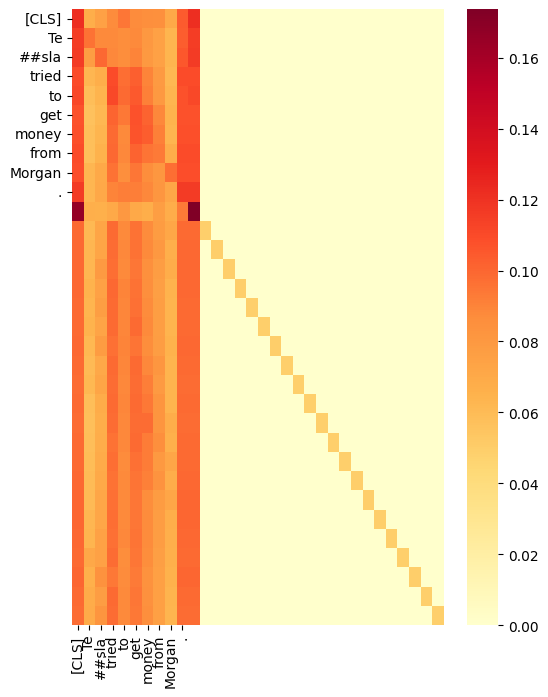 [CLS]
Te
##sla
tried
to
get
money
from
Morgan
.
0.16
0.14
0.12
0.10
0.08
0.06
0.04
0.02
0.00
[CLS]
Te
##sla
tried
to
get
money
from
Morgan
.